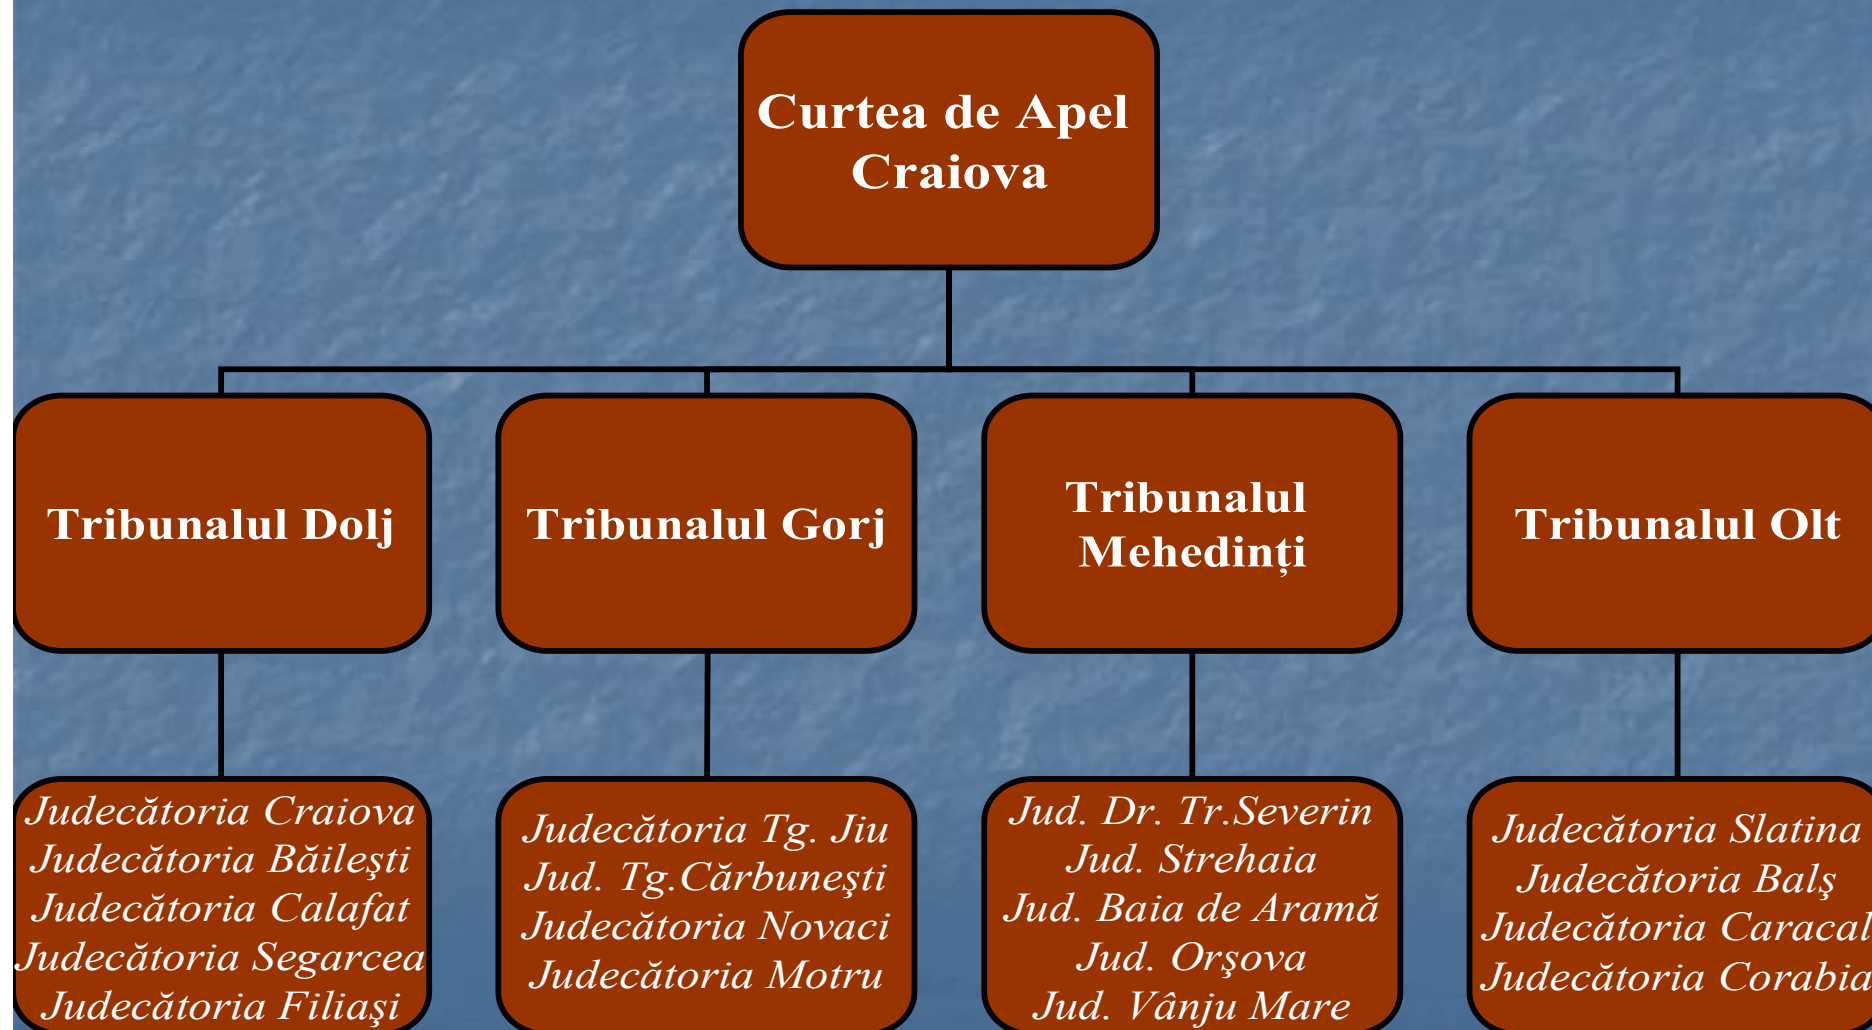 Curtea de Apel
Craiova
Tribunalul Dolj
Tribunalul Gorj
Tribunalul
Mehedinți
Tribunalul Olt
Judecătoria Craiova
Judecătoria Băileşti
Judecătoria Calafat
Judecătoria Segarcea
Judecătoria Filiaşi
Judecătoria Tg. Jiu
Jud. Tg.Cărbuneşti
Judecătoria Novaci
Judecătoria Motru
Jud. Dr. Tr.Severin
Jud. Strehaia
Jud. Baia de Aramă
Jud. Orşova
Jud. Vânju Mare
Judecătoria Slatina
Judecătoria Balş
Judecătoria Caracal
Judecătoria Corabia